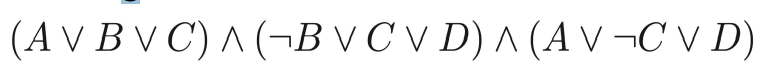 (A ∨ B ∨ C) ∧ (¬B ∨ C ∨ D) ∧ (A ∨ ¬C ∨ D)